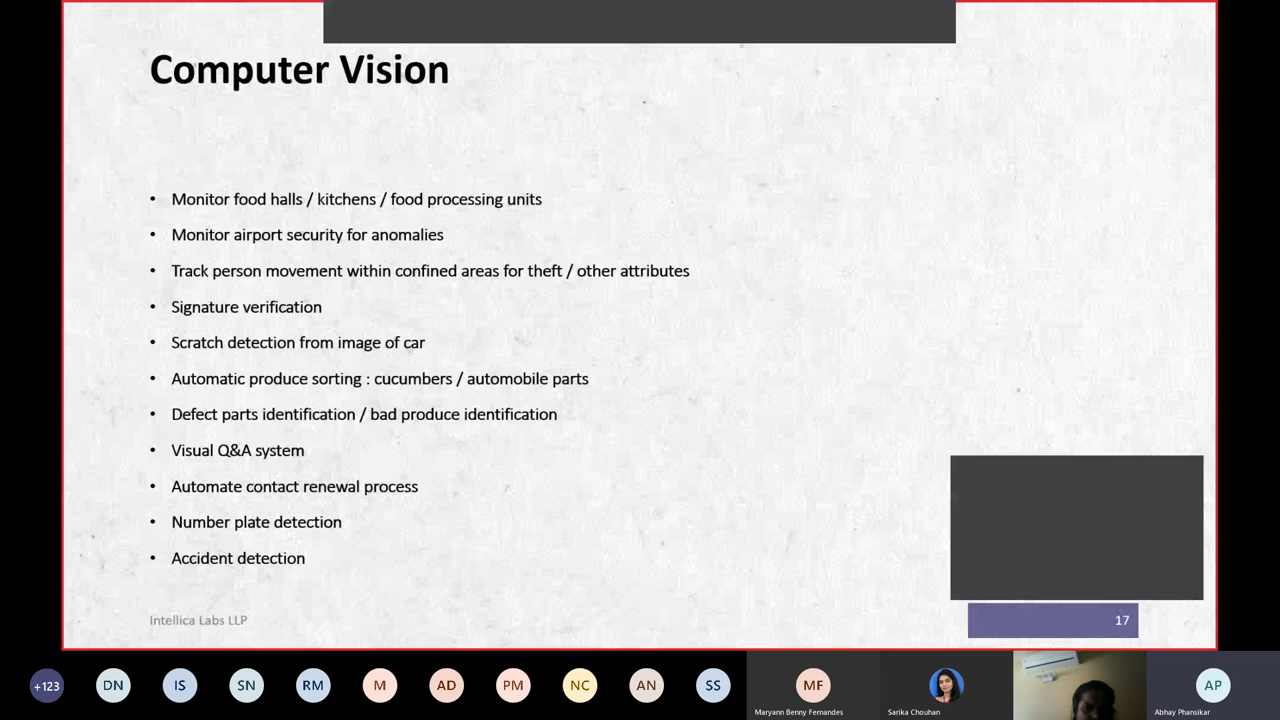 Computer Vision
• Monitor food halls / kitchens / food processing units
• Monitor airport security for anomalies
• Track person movement within confined areas for theft / other attributes
• Signature verification
• Scratch detection from image of car
• Automatic produce sorting : cucumbers / automobile parts
• Defect parts identification / bad produce identification
• Visual Q&A system
• Automate contact renewal process
• Number plate detection
• Accident detection
Intellica Labs LLP
17
+123 DN IS SN RM M AD PM NC AN SS MF AP
Maryann Benny Fernandes Sarika Chouhan Abhay Phansikar